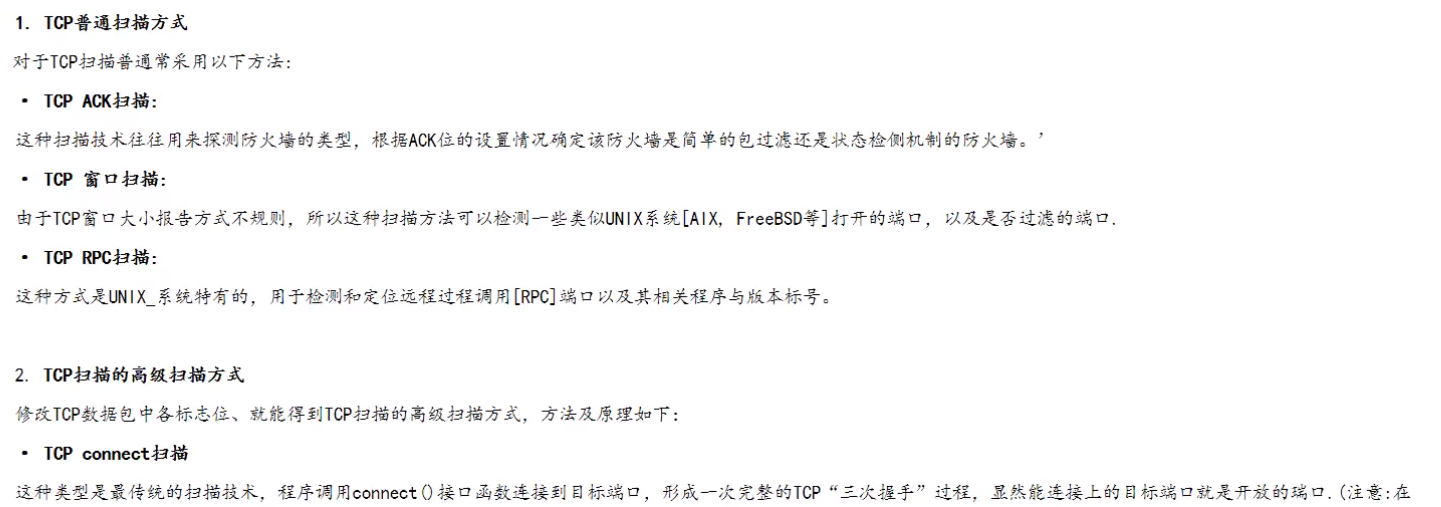 1. TCP普通扫描方式
对于TCP扫描普通常采用以下方法:
• TCP ACK扫描:
这种扫描技术往往用来探测防火墙的类型，根据ACK位的设置情况确定该防火墙是简单的包过滤还是状态检侧机制的防火墙。’
• TCP 窗口扫描:
由于TCP窗口大小报告方式不规则，所以这种扫描方法可以检测一些类似UNIX系统[AIX, FreeBSD等]打开的端口，以及是否过滤的端口.
• TCP RPC扫描:
这种方式是UNIX_系统特有的，用于检测和定位远程过程调用[RPC]端口以及其相关程序与版本标号。
2. TCP扫描的高级扫描方式
修改TCP数据包中各标志位、就能得到TCP扫描的高级扫描方式，方法及原理如下:
• TCP connect扫描
这种类型是最传统的扫描技术，程序调用connect()接口函数连接到目标端口，形成一次完整的TCP“三次握手”过程，显然能连接上的目标端口就是开放的瑞口.(注意:在